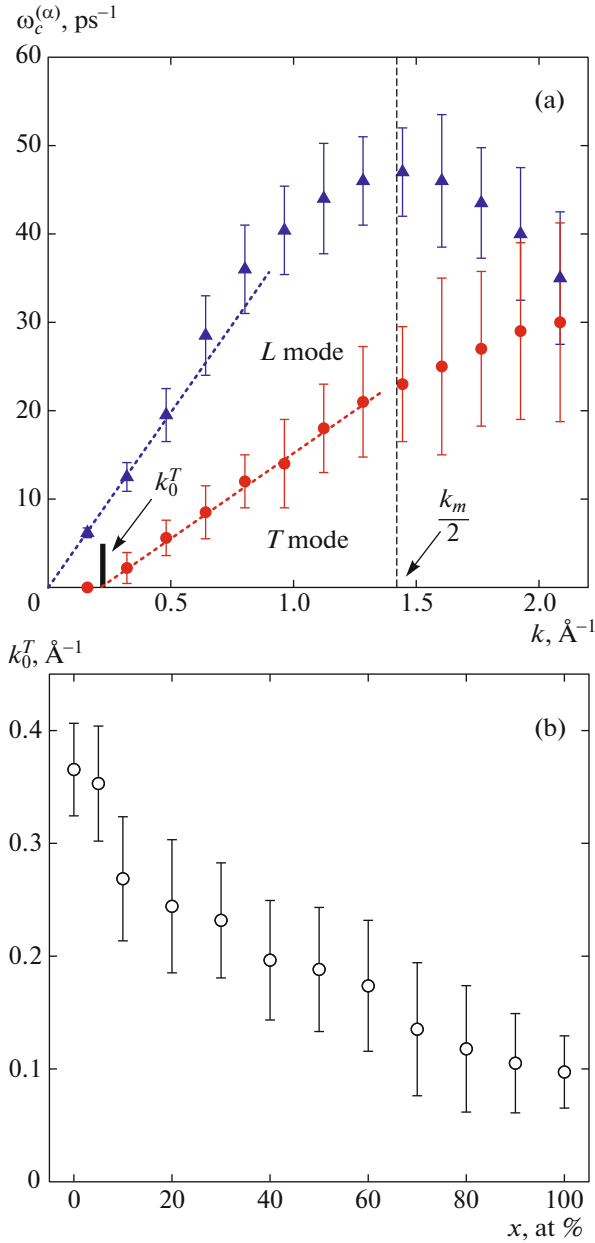 ω_c^(α), ps⁻¹
60
(a)
50
40
30
L mode
20
k_0^T
10
T mode
k_m/2
0
0.5
1.0
1.5
2.0
k, Å⁻¹
k_0^T, Å⁻¹
(b)
0.4
0.3
0.2
0.1
0
0
20
40
60
80
100
x, at %